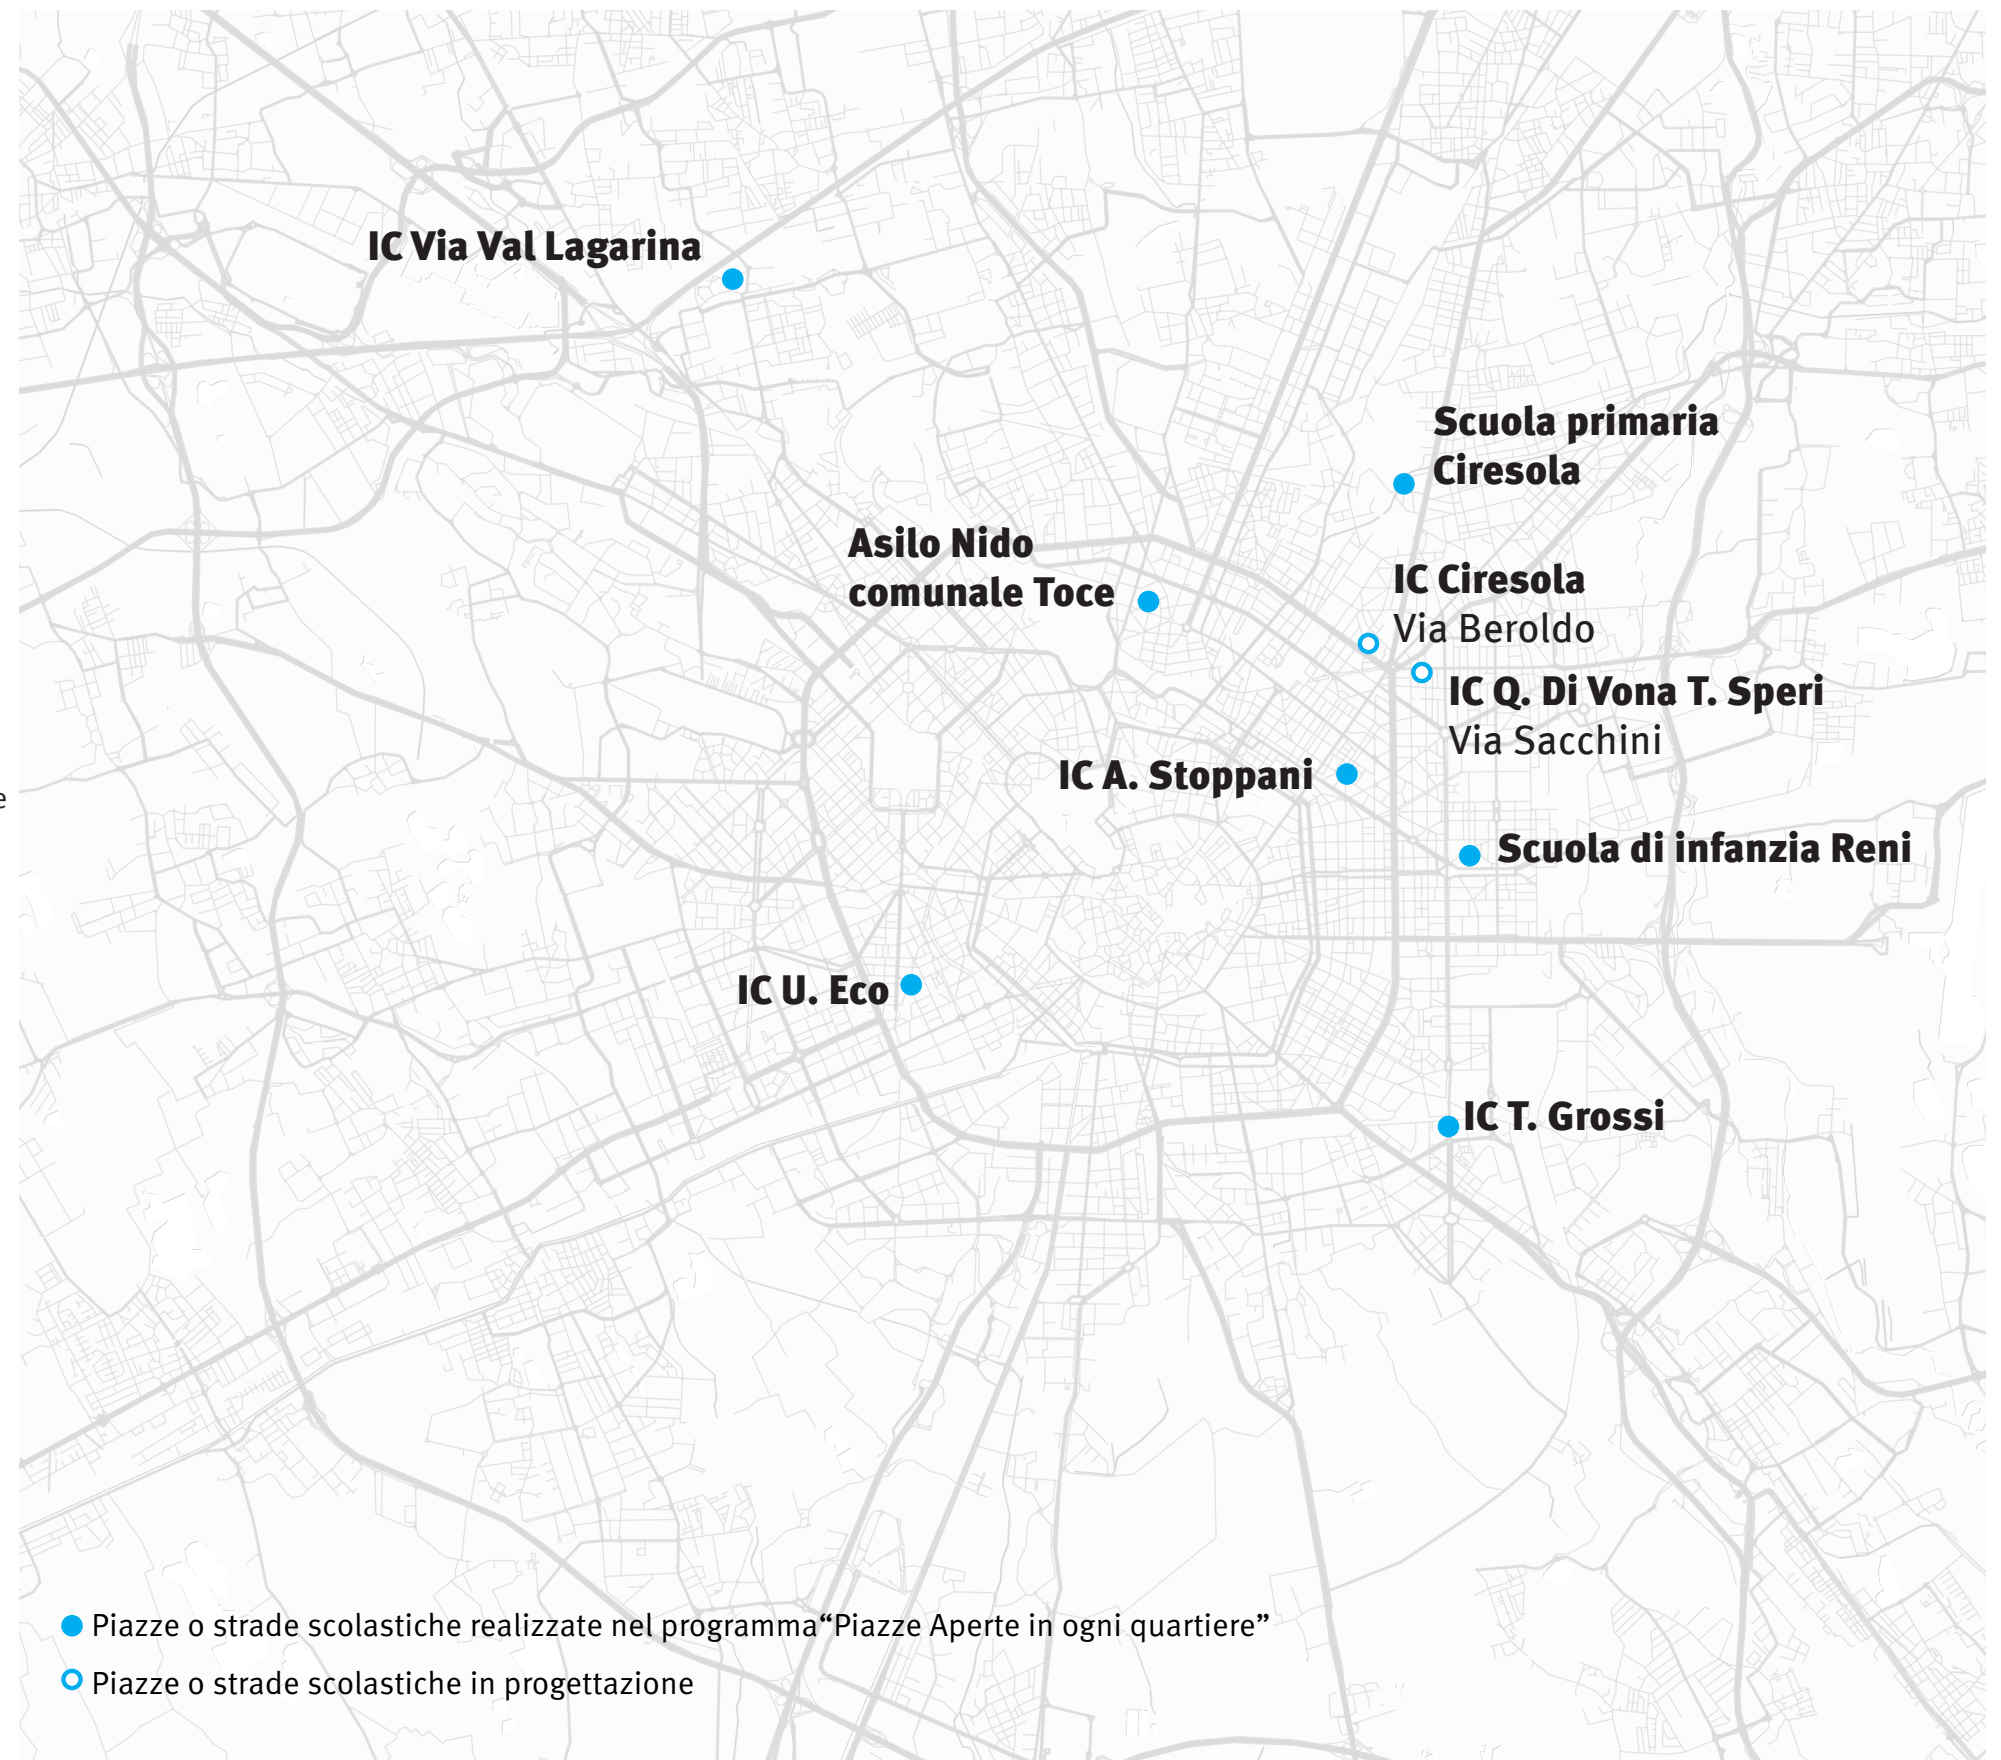 IC Via Val Lagarina
Scuola primaria
Ciresola
Asilo Nido
comunale Toce
IC Ciresola
Via Beroldo
IC Q. Di Vona T. Speri
Via Sacchini
IC A. Stoppani
e
Scuola di infanzia Reni
IC U. Eco
IC T. Grossi
Piazze o strade scolastiche realizzate nel programma “Piazze Aperte in ogni quartiere”
Piazze o strade scolastiche in progettazione